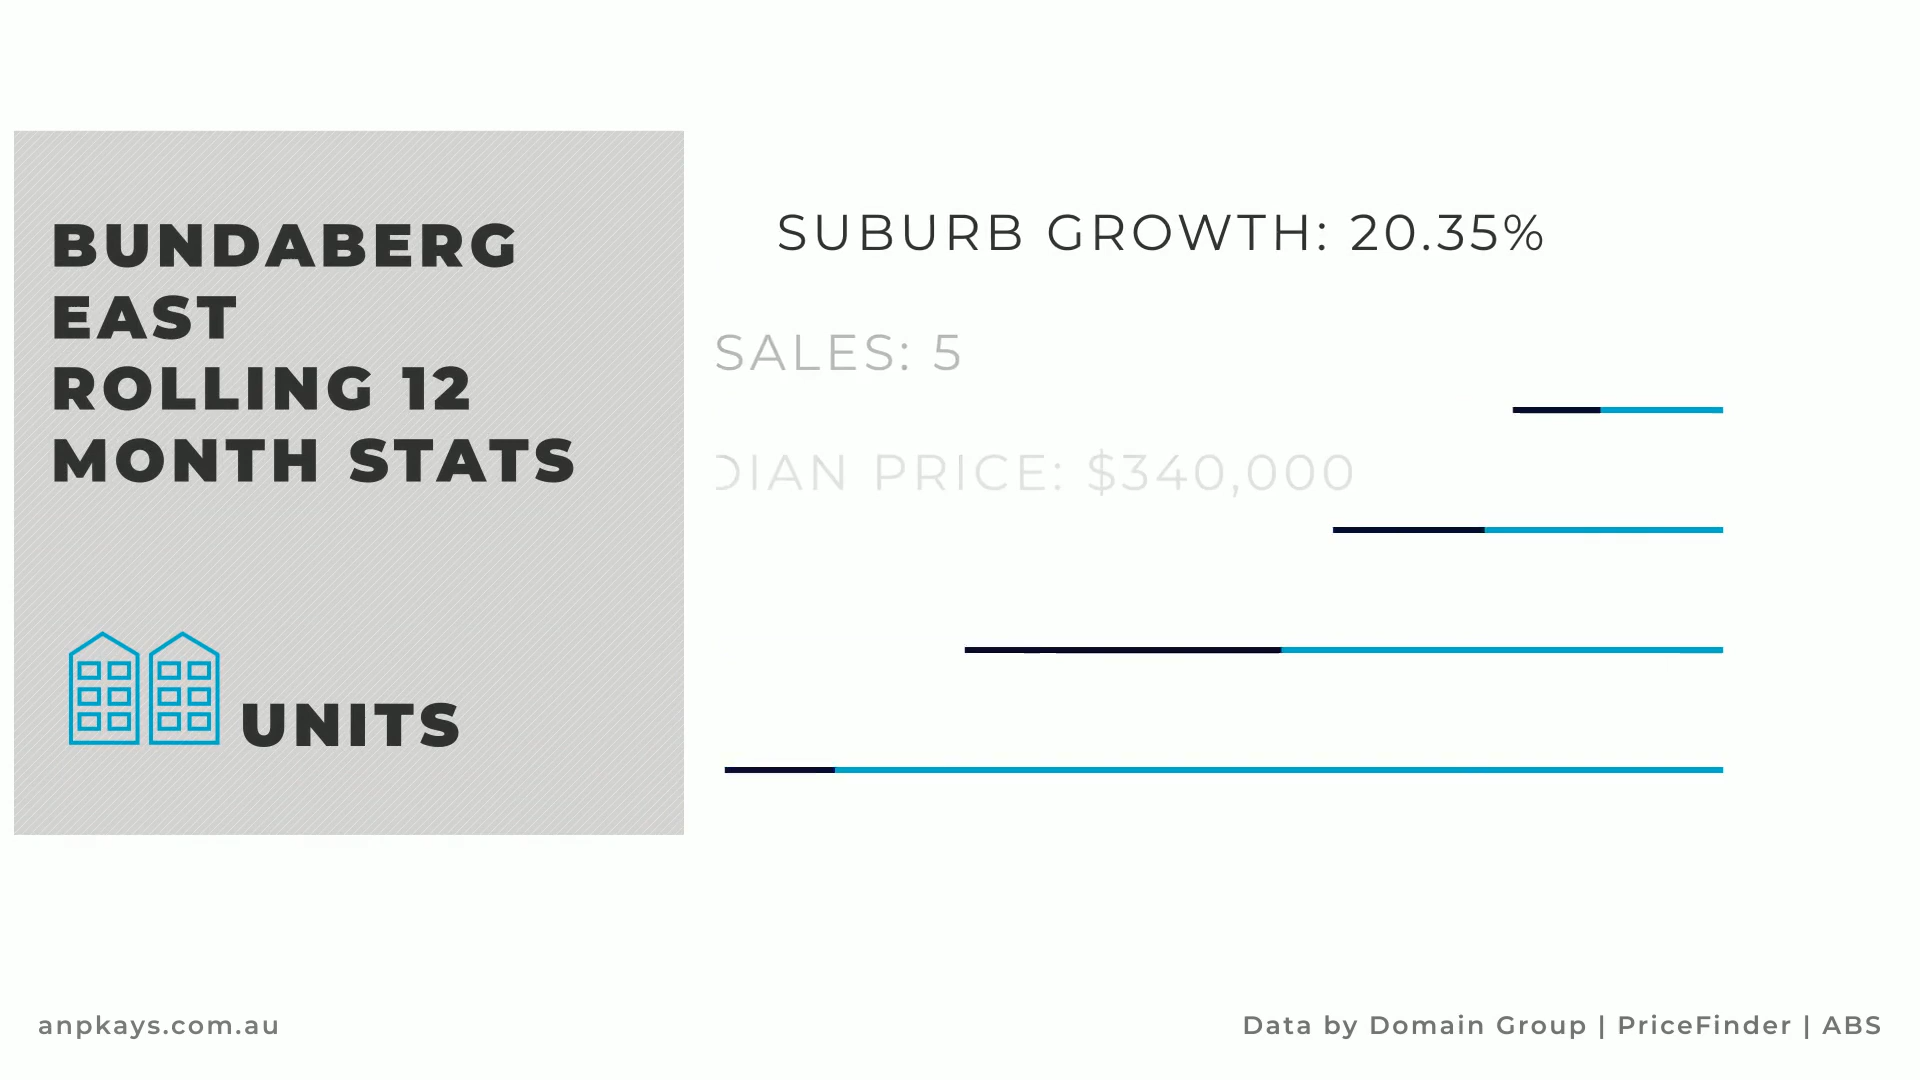 BUNDABERG
EAST
ROLLING 12
MONTH STATS
UNITS
SUBURB GROWTH: 20.35%
SALES: 5
DIAN PRICE: $340,000
anpkays.com.au
Data by Domain Group | PriceFinder | ABS